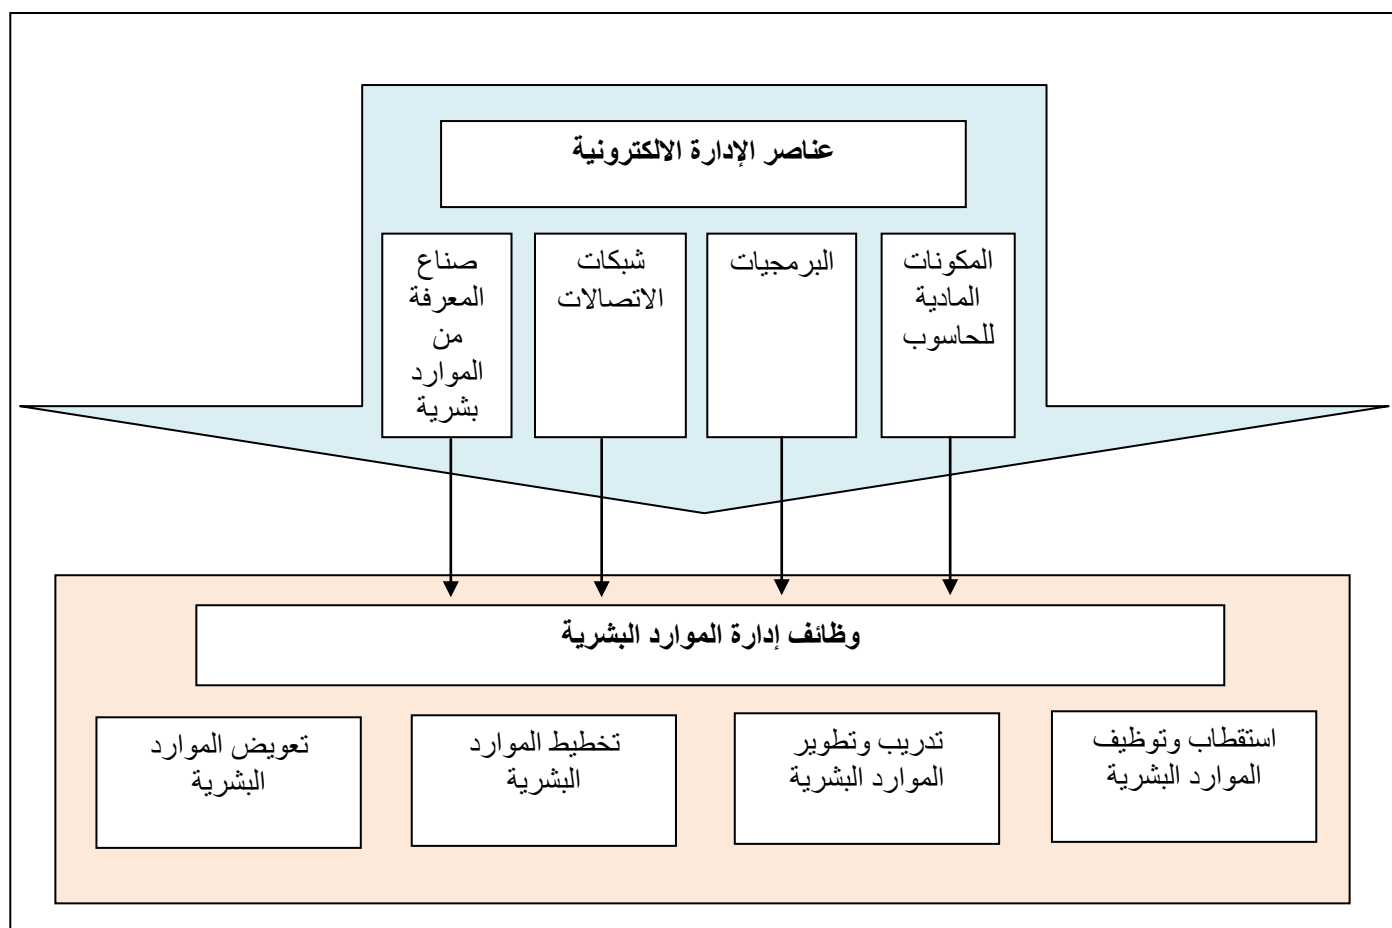 عناصر الإدارة الالكترونية
المكونات
المادية
للحاسوب
البرمجيات
شبكات
الاتصالات
صناع
المعرفة
من
الموارد
بشرية
وظائف إدارة الموارد البشرية
استقطاب وتوظيف
الموارد البشرية
تدريب وتطوير
الموارد البشرية
تخطيط الموارد
البشرية
تعويض الموارد
البشرية